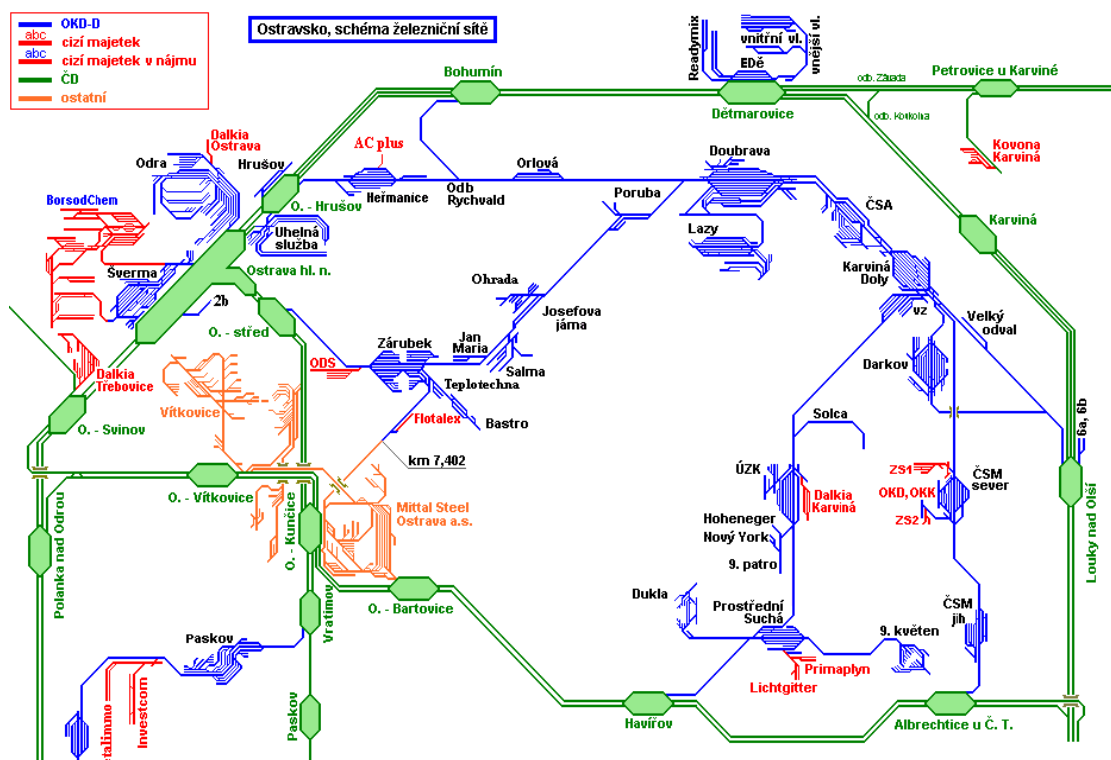 OKD-D
abc
cizí majetek
abc
cizí majetek v nájmu
ČD
ostatní
Ostravsko, schéma železniční sítě
Readymix
vnitřní vl.
vnější vl.
EDě
Bohumín
Dětmarovice
odb. Závada
Petrovice u Karviné
Dalkia
Ostrava
Odra
Hrušov
AC plus
Orlová
Doubrava
Kovona
Karviná
Heřmanice
Odb
Rychvald
Poruba
BorsodChem
O. - Hrušov
ČSA
Karviná
Uhelná
služba
Lazy
Ostrava hl. n.
Šverma
Karviná
Doly
Ohrada
2b
Josefova
jáma
vz
Velký
odval
O. - střed
Jan
Maria
Zárubek
Salma
ODS
Darkov
Dalkia
Třebovice
Teplotechna
Vítkovice
Flotalex
Bastro
Solca
6a, 6b
O. - Svinov
km 7,402
ÚZK
ZS1
ČSM
sever
O. - Vítkovice
Dalkia
Karviná
OKD, OKK
Mittal Steel
Ostrava a.s.
ZS2
Hoheneger
Nový York
O. - Kunčice
Louky nad Olší
Polanka nad Odrou
9. patro
Dukla
O. - Bartovice
Prostřední
Suchá
ČSM
jih
Vratimov
9. květen
Paskov
Primaplyn
Lichtgitter
Investcom
Paskov
Havířov
Albrechtice u Č. T.